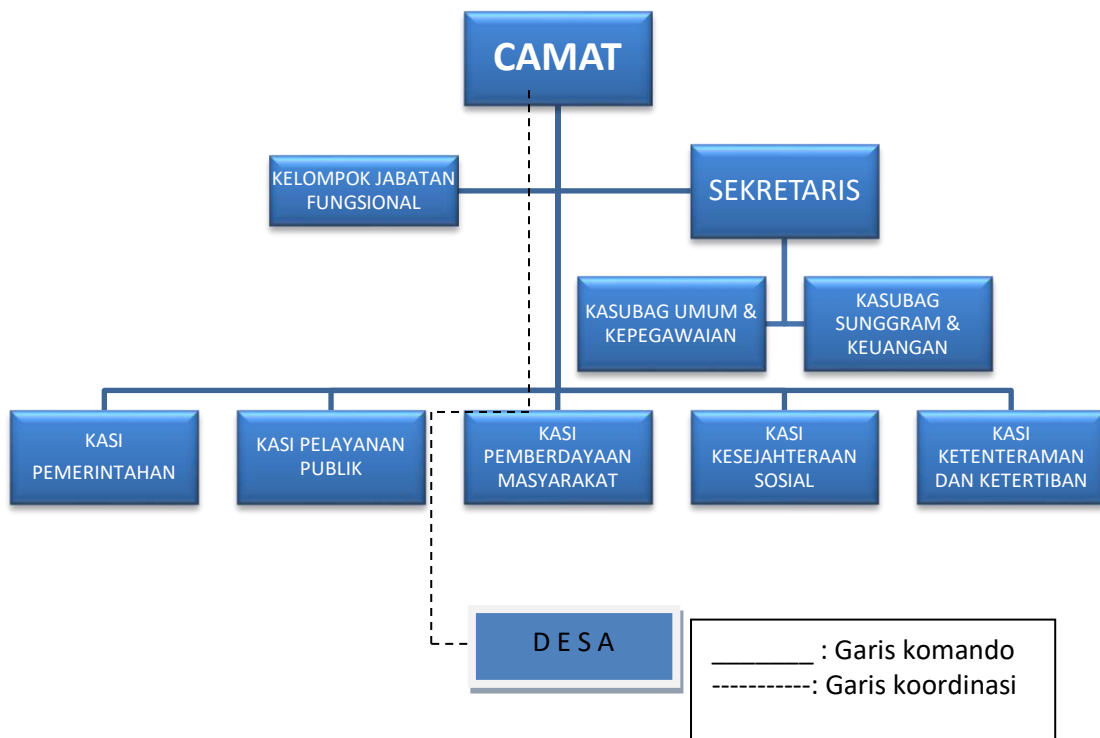 CAMAT
KELOMPOK JABATAN
FUNGSIONAL
SEKRETARIS
KASUBAG UMUM &
KEPEGAWAIAN
KASUBAG
SUNGGRAM &
KEUANGAN
KASI
PEMERINTAHAN
KASI PELAYANAN
PUBLIK
KASI
PEMBERDAYAAN
MASYARAKAT
KASI
KESEJAHTERAAN
SOSIAL
KASI
KETENTERAMAN
DAN KETERTIBAN
D E S A
_______ : Garis komando
-----------: Garis koordinasi